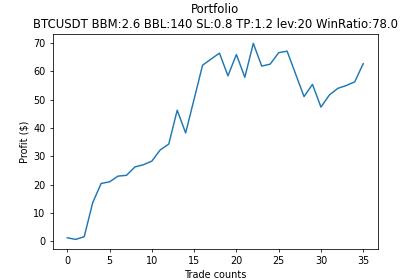 Portfolio
BTCUSDT BBM:2.6 BBL:140 SL:0.8 TP:1.2 lev:20 WinRatio:78.0
70
60
50
40
30
20
10
0
Profit ($)
0 5 10 15 20 25 30 35
Trade counts